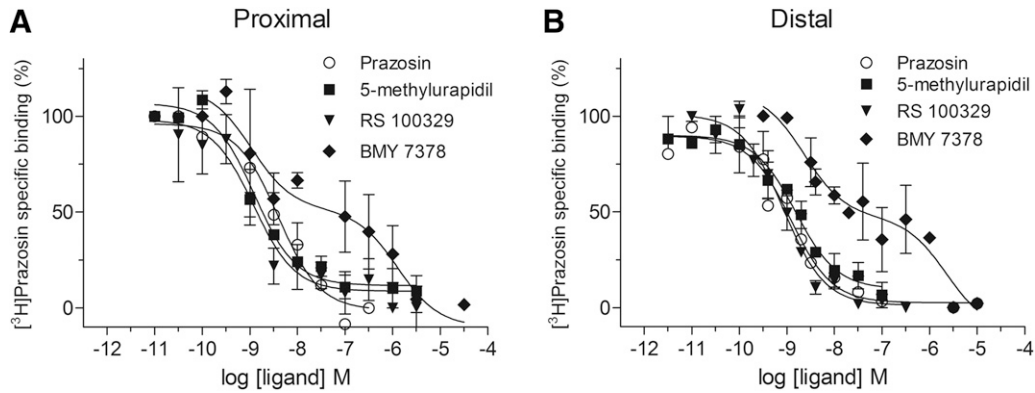 A
Proximal
[³H]Prazosin specific binding (%)
100
50
0
Prazosin
5-methylurapidil
RS 100329
BMY 7378
-12 -11 -10 -9 -8 -7 -6 -5 -4
log [ligand] M
B
Distal
[³H]Prazosin specific binding (%)
100
50
0
Prazosin
5-methylurapidil
RS 100329
BMY 7378
-12 -11 -10 -9 -8 -7 -6 -5 -4
log [ligand] M